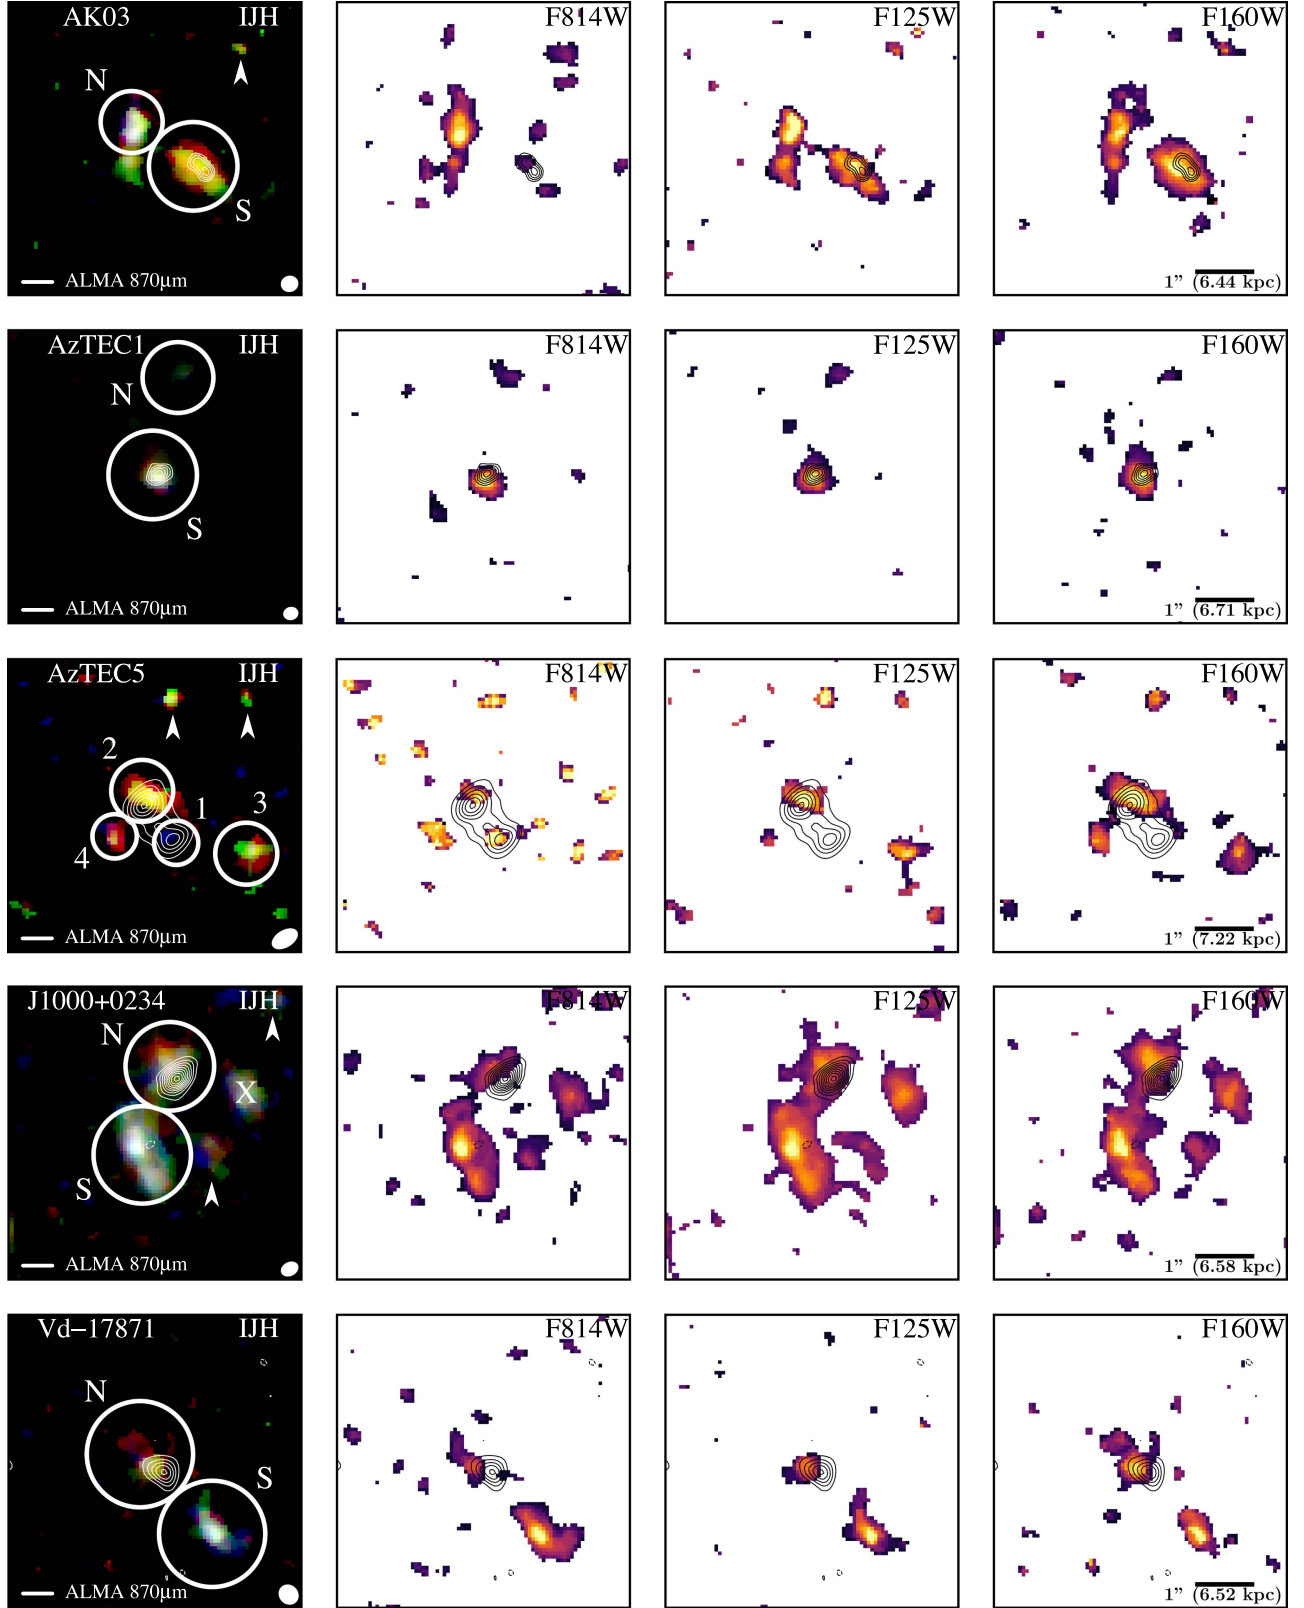 AK03 IJH F814W F125W F160W
N
S
ALMA 870μm 1” (6.44 kpc)
AzTEC1 IJH F814W F125W F160W
N
S
ALMA 870μm 1” (6.71 kpc)
AzTEC5 IJH F814W F125W F160W
2
1 3
4
ALMA 870μm 1” (7.22 kpc)
J1000+0234 IJH F814W F125W F160W
N
X
S
ALMA 870μm 1” (6.58 kpc)
Vd−17871 IJH F814W F125W F160W
N
S
ALMA 870μm 1” (6.52 kpc)